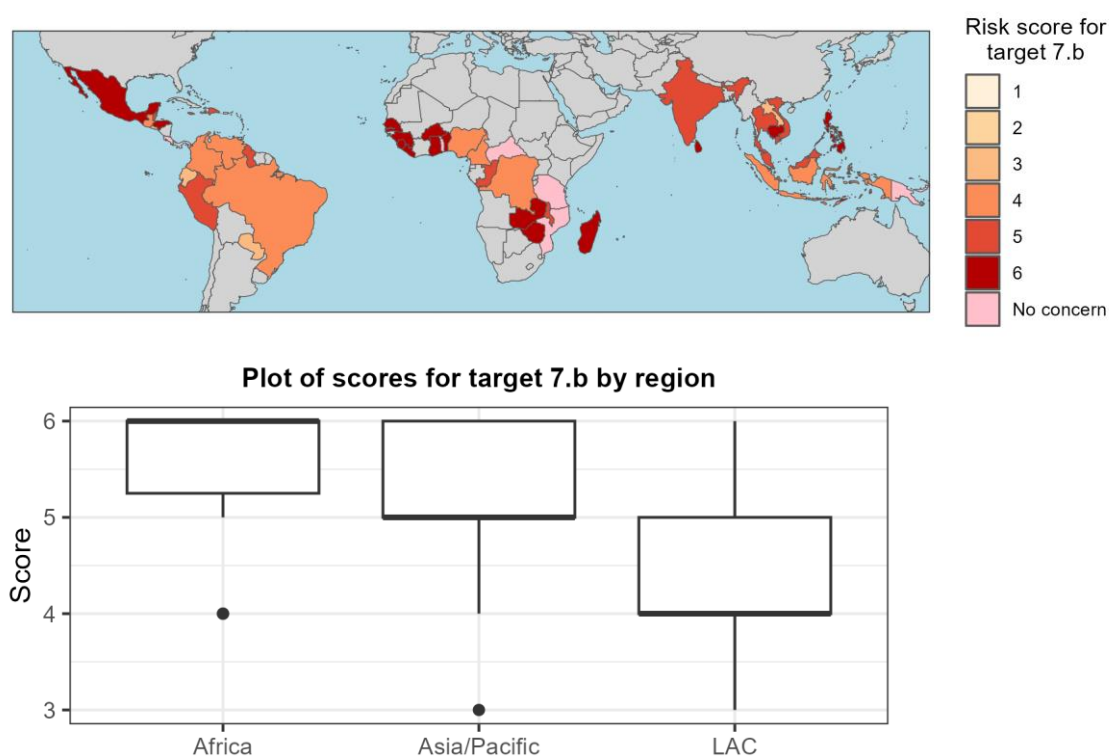 Risk score for
target 7.b
1
2
3
4
5
6
No concern
Plot of scores for target 7.b by region
Score
6
5
4
3
Africa
Asia/Pacific
LAC